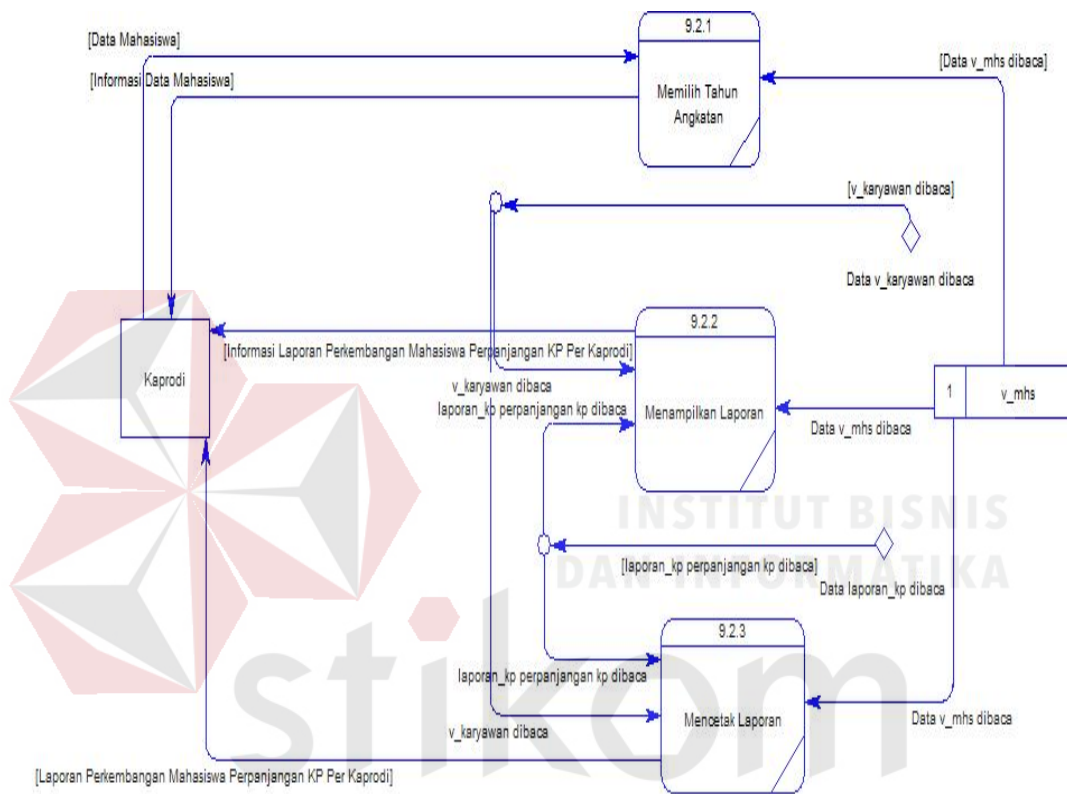 9.2.1
[Data Mahasiswa]
[Data v_mhs dibaca]
[Informasi Data Mahasiswa]
Memilih Tahun
Angkatan
[v_karyawan dibaca]
Data v_karyawan dibaca
9.2.2
[Informasi Laporan Perkembangan Mahasiswa Perpanjangan KP Per Kaprodi]
Kaprodi
v_karyawan dibaca
1
v_mhs
laporan_kp perpanjangan kp dibaca
Menampilkan Laporan
Data v_mhs dibaca
INSTITUT BISNIS
DAN INFORMATIKA
[laporan_kp perpanjangan kp dibaca]
Data laporan_kp dibaca
9.2.3
stikom
laporan_kp perpanjangan kp dibaca
Mencetak Laporan
Data v_mhs dibaca
v_karyawan dibaca
[Laporan Perkembangan Mahasiswa Perpanjangan KP Per Kaprodi]